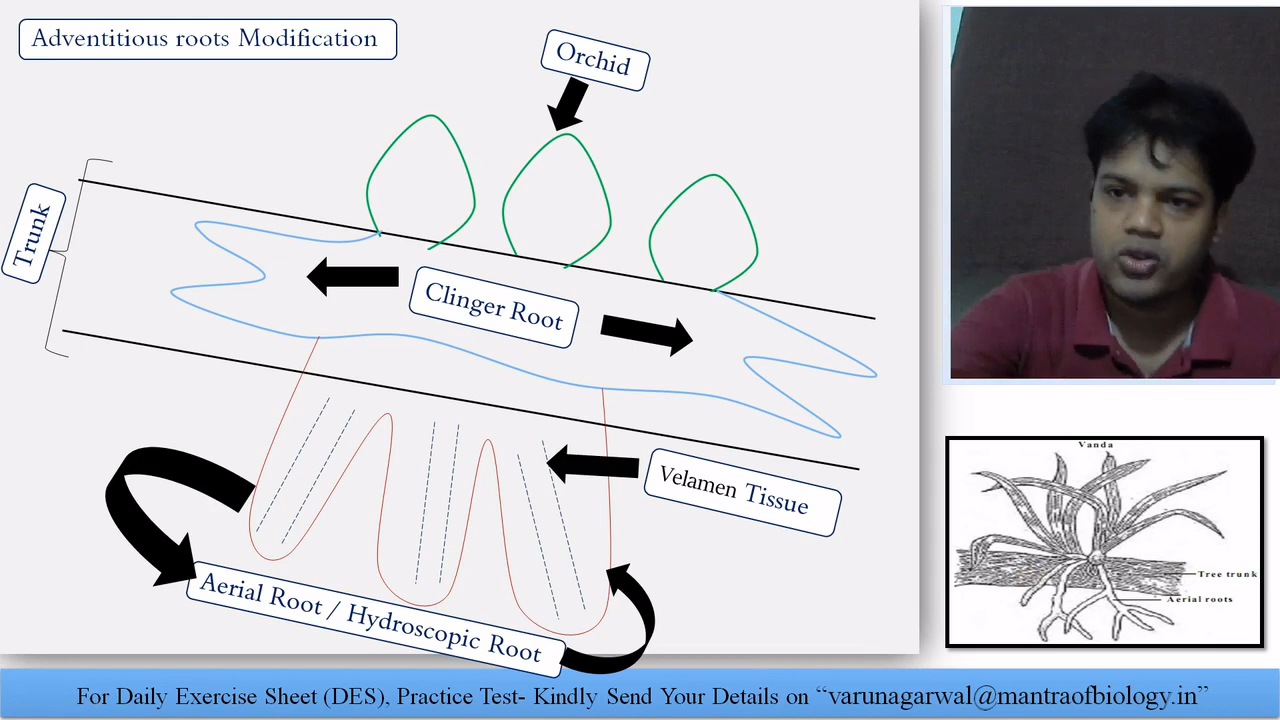 Adventitious roots Modification
Orchid
Trunk
Clinger Root
Velamen Tissue
Aerial Root / Hydroscopic Root
Vanda
Tree trunk
Aerial roots
For Daily Exercise Sheet (DES), Practice Test- Kindly Send Your Details on “varunagarwal@mantraofbiology.in”